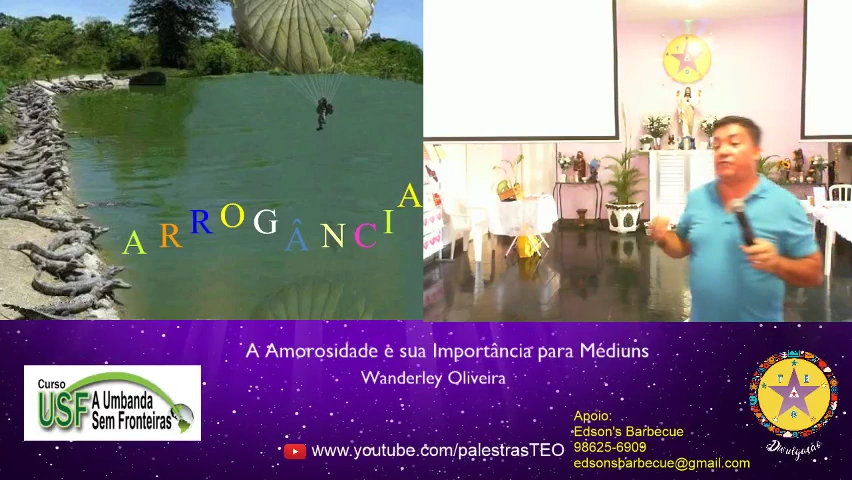 ARROGÂNCIA
A Amorosidade e sua Importância para Médiuns
Wanderley Oliveira
Curso
USF A Umbanda
Sem Fronteiras
www.youtube.com/palestrasTEO
Apoio:
Edson's Barbecue
98625-6909
edsonsbarbecue@gmail.com
T E
A B
Divulguião